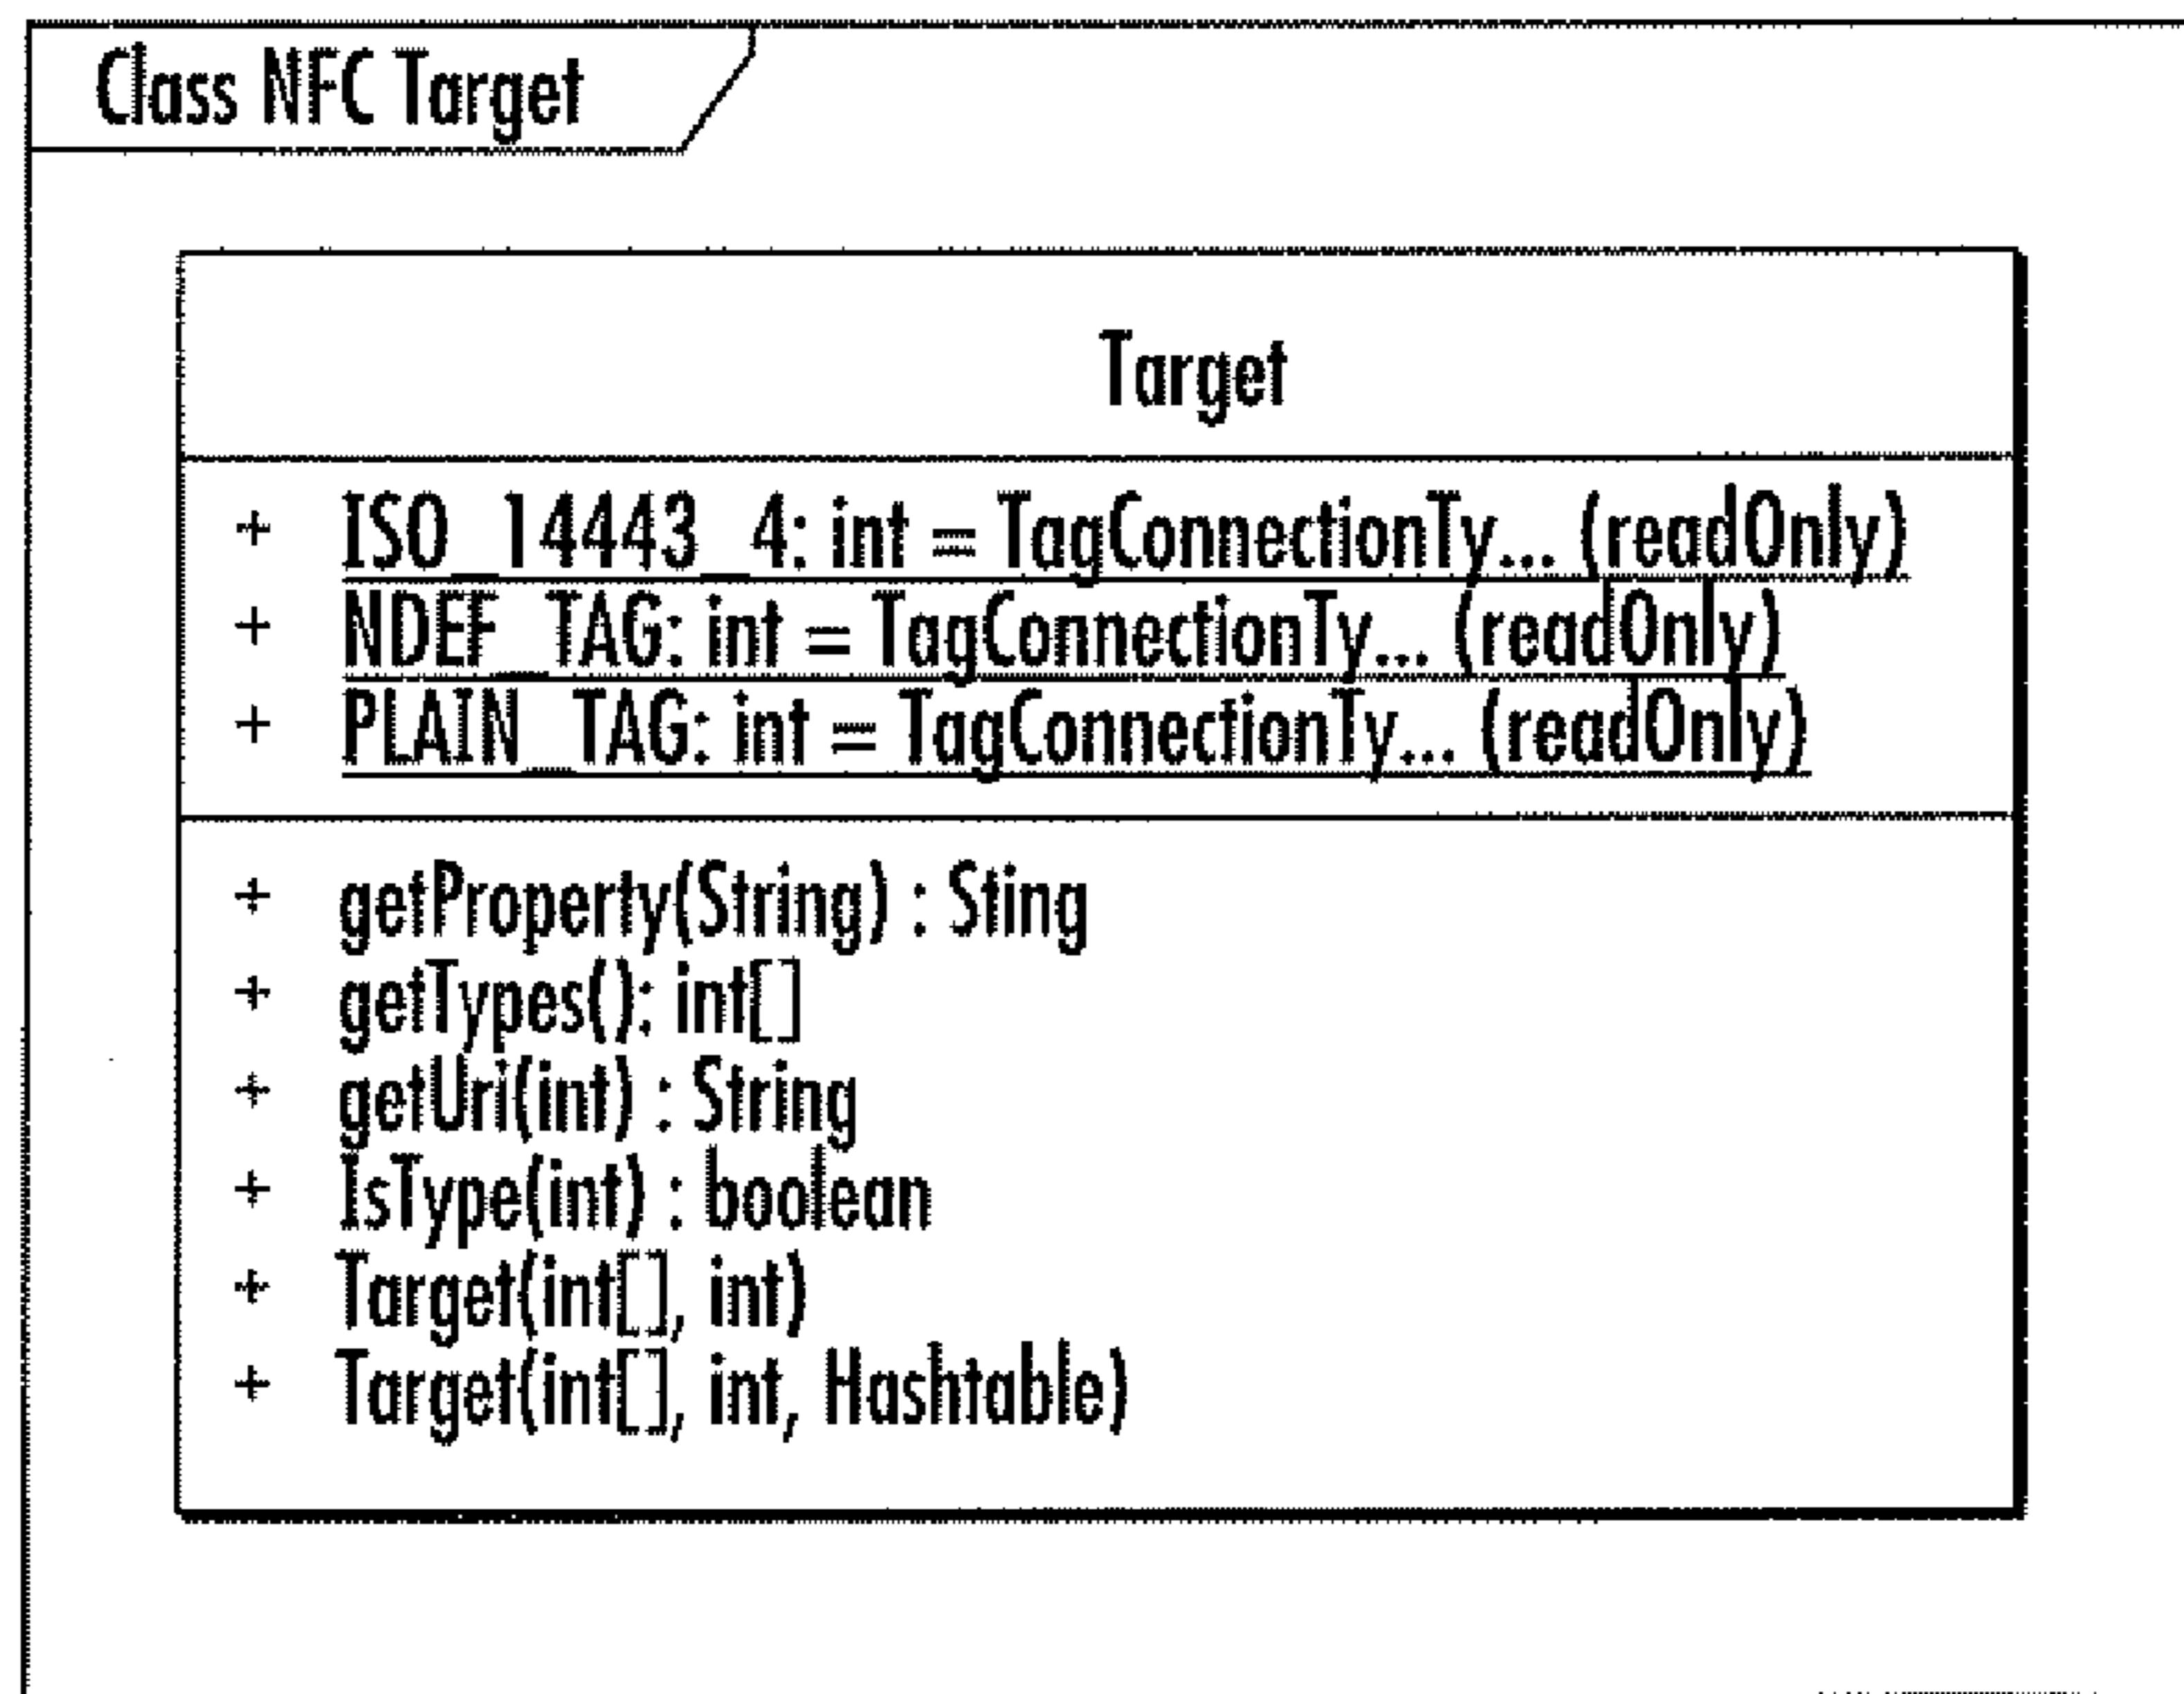 Class NFC Target
Target
+ ISO_14443_4: int = TagConnectionTy... (readOnly)
+ NDEF_TAG: int = TagConnectionTy... (readOnly)
+ PLAIN_TAG: int = TagConnectionTy... (readOnly)
+ getProperty(String) : Sting
+ getTypes(): int[]
+ getUri(int) : String
+ IsType(int) : boolean
+ Target(int[], int)
+ Target(int[], int, Hashtable)